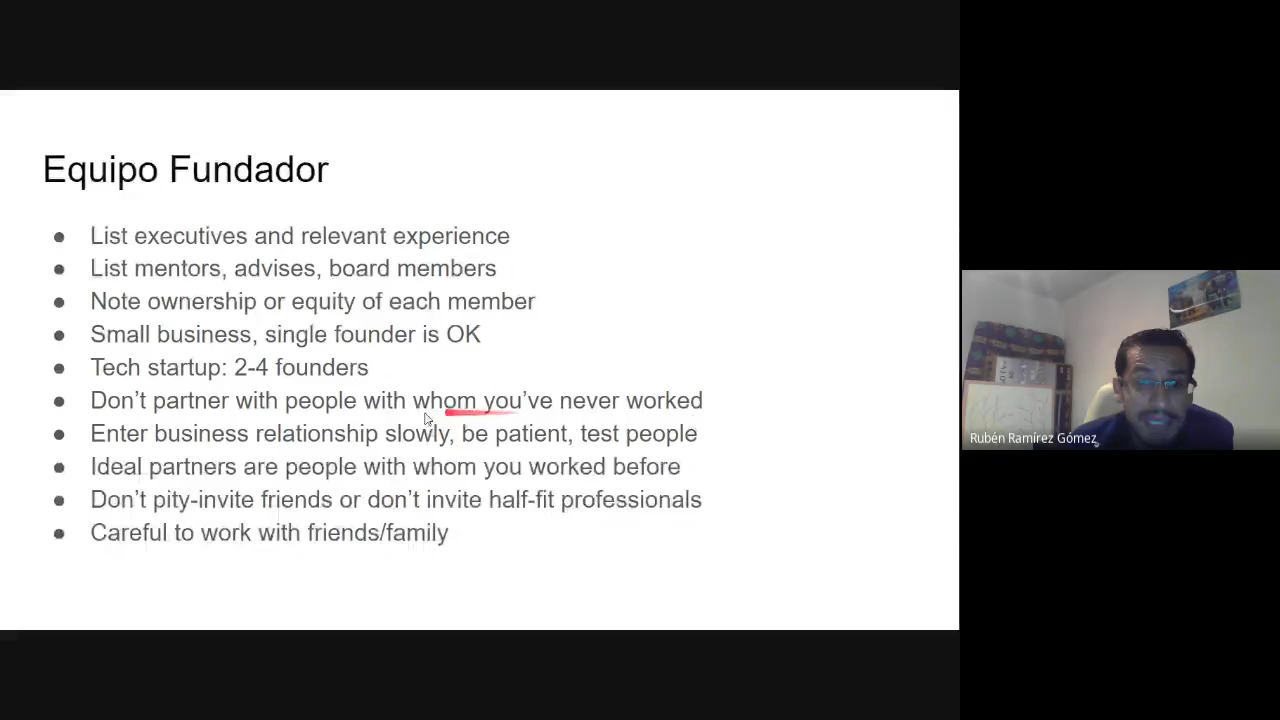 Equipo Fundador
● List executives and relevant experience
● List mentors, advises, board members
● Note ownership or equity of each member
● Small business, single founder is OK
● Tech startup: 2-4 founders
● Don’t partner with people with whom you’ve never worked
● Enter business relationship slowly, be patient, test people
● Ideal partners are people with whom you worked before
● Don’t pity-invite friends or don’t invite half-fit professionals
● Careful to work with friends/family
Rubén Ramírez Gómez